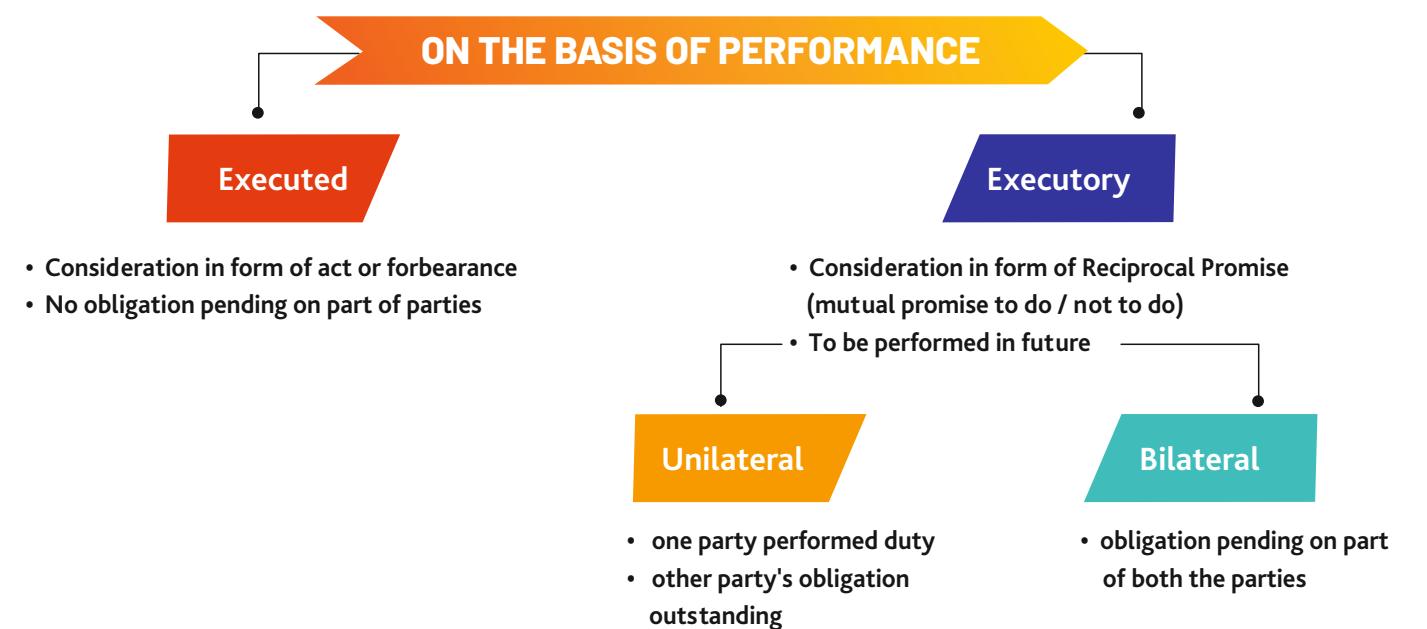 ON THE BASIS OF PERFORMANCE
Executed
• Consideration in form of act or forbearance
• No obligation pending on part of parties
Executory
• Consideration in form of Reciprocal Promise
(mutual promise to do / not to do)
• To be performed in future
Unilateral
• one party performed duty
• other party's obligation
outstanding
Bilateral
• obligation pending on part
of both the parties